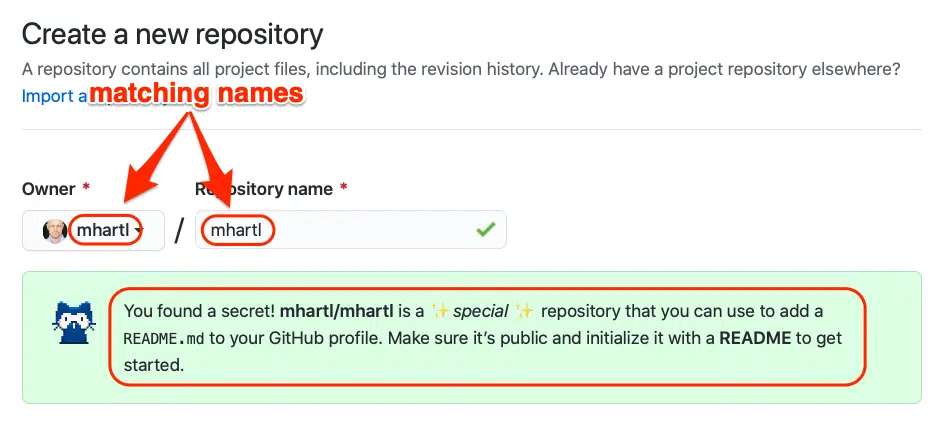 Create a new repository
A repository contains all project files, including the revision history. Already have a project repository elsewhere?
Import a
matching names
Owner *
Repository name *
mhartl / mhartl
You found a secret! mhartl/mhartl is a ✨ special ✨ repository that you can use to add a
README.md to your GitHub profile. Make sure it’s public and initialize it with a README to get
started.